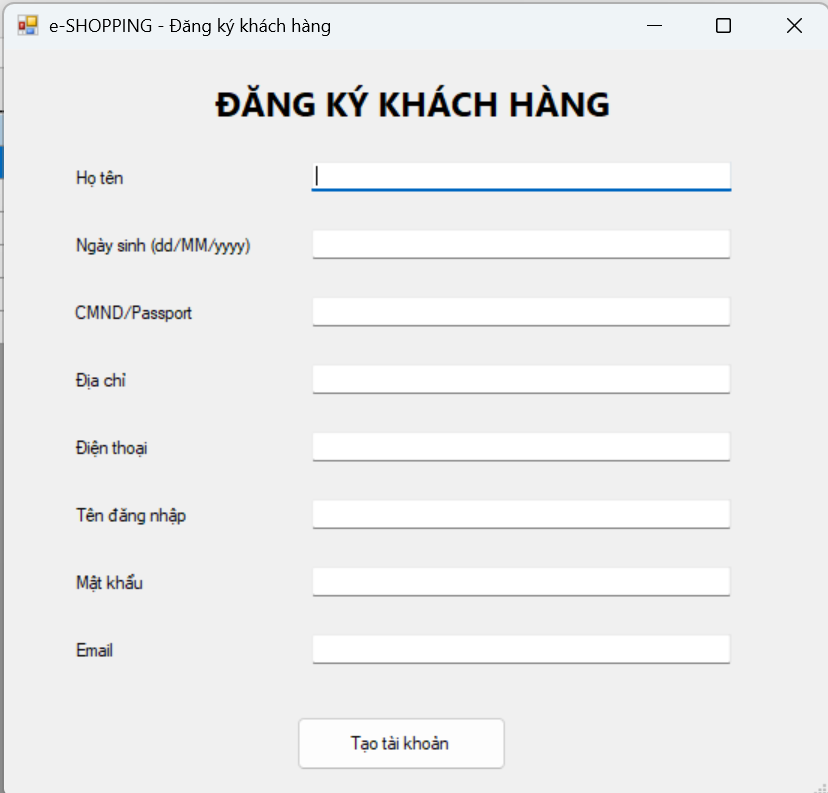 e-SHOPPING - Đăng ký khách hàng
ĐĂNG KÝ KHÁCH HÀNG
Họ tên
Ngày sinh (dd/MM/yyyy)
CMND/Passport
Địa chỉ
Điện thoại
Tên đăng nhập
Mật khẩu
Email
Tạo tài khoản